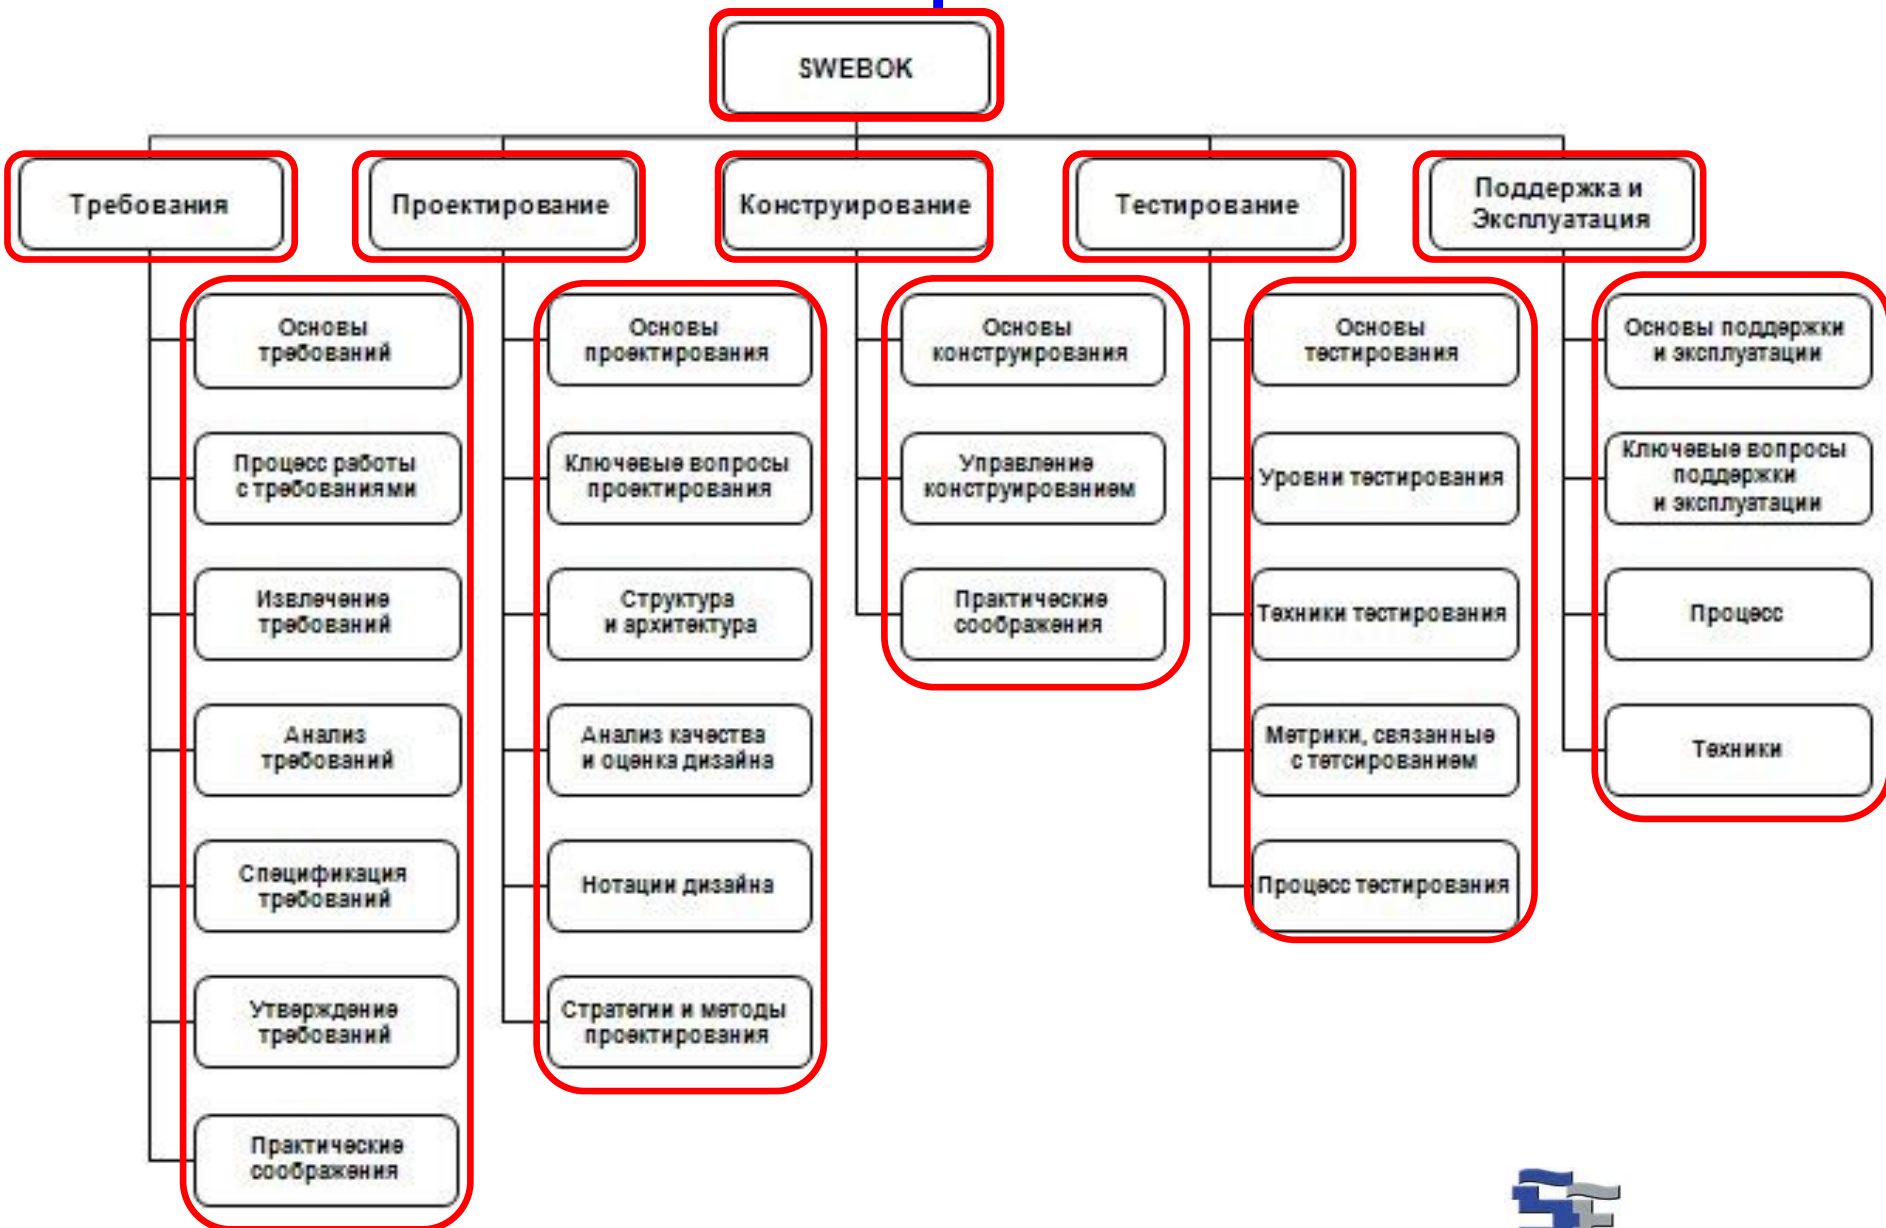 SWEBOK
Требования
Проектирование
Конструирование
Тестирование
Поддержка и
Эксплуатация
Основы
требований
Процесс работы
с требованиями
Извлечение
требований
Анализ
требований
Спецификация
требований
Утверждение
требований
Практические
соображения
Основы
проектирования
Ключевые вопросы
проектирования
Структура
и архитектура
Анализ качества
и оценка дизайна
Нотации дизайна
Стратегии и методы
проектирования
Основы
конструирования
Управление
конструированием
Практические
соображения
Основы
тестирования
Уровни тестирования
Техники тестирования
Метрики, связанные
с тетсированием
Процесс тестирования
Основы поддержки
и эксплуатации
Ключевые вопросы
поддержки
и эксплуатации
Процесс
Техники